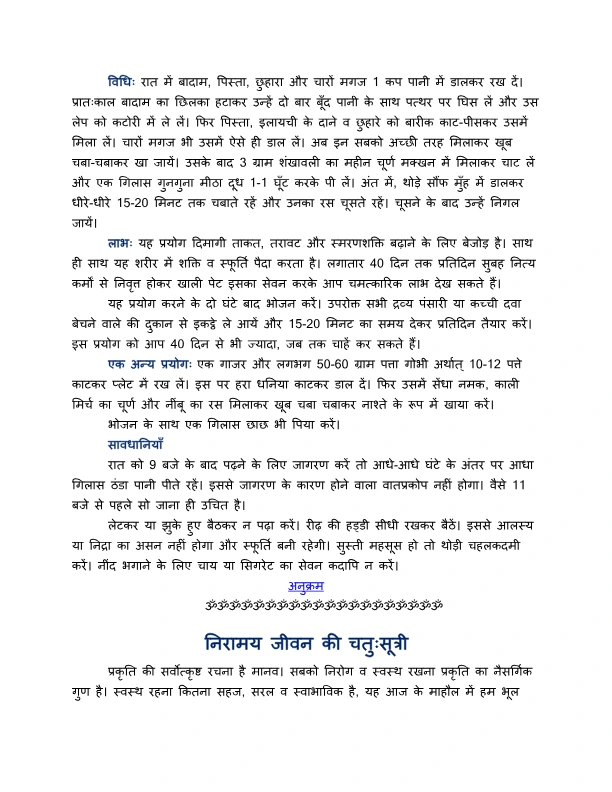 विधिः रात में बादाम, पिस्ता, छुहारा और चारों मगज 1 कप पानी में डालकर रख दें।
प्रातःकाल बादाम का छिलका हटाकर उन्हें दो बार बूँद पानी के साथ पत्थर पर घिस लें और उस
लेप को कटोरी में ले लें। फिर पिस्ता, इलायची के दाने व छुहारे को बारीक काट-पीसकर उसमें
मिला लें। चारों मगज भी उसमें ऐसे ही डाल लें। अब इन सबको अच्छी तरह मिलाकर खूब
चबा-चबाकर खा जायें। उसके बाद 3 ग्राम शंखावली का महीन चूर्ण मक्खन में मिलाकर चाट लें
और एक गिलास गुनगुना मीठा दूध 1-1 घूँट करके पी लें। अंत में, थोड़े सौंफ मुँह में डालकर
धीरे-धीरे 15-20 मिनट तक चबाते रहें और उनका रस चूसते रहें। चूसने के बाद उन्हें निगल
जायें।
लाभः यह प्रयोग दिमागी ताकत, तरावट और स्मरणशक्ति बढ़ाने के लिए बेजोड़ है। साथ
ही साथ यह शरीर में शक्ति व स्फूर्ति पैदा करता है। लगातार 40 दिन तक प्रतिदिन सुबह नित्य
कर्मों से निवृत्त होकर खाली पेट इसका सेवन करके आप चमत्कारिक लाभ देख सकते हैं।
यह प्रयोग करने के दो घंटे बाद भोजन करें। उपरोक्त सभी द्रव्य पंसारी या कच्ची दवा
बेचने वाले की दुकान से इकट्ठे ले आयें और 15-20 मिनट का समय देकर प्रतिदिन तैयार करें।
इस प्रयोग को आप 40 दिन से भी ज्यादा, जब तक चाहें कर सकते हैं।
एक अन्य प्रयोगः एक गाजर और लगभग 50-60 ग्राम पत्ता गोभी अर्थात् 10-12 पत्ते
काटकर प्लेट में रख लें। इस पर हरा धनिया काटकर डाल दें। फिर उसमें सेंधा नमक, काली
मिर्च का चूर्ण और नींबू का रस मिलाकर खूब चबा चबाकर नाश्ते के रूप में खाया करें।
भोजन के साथ एक गिलास छाछ भी पिया करें।
सावधानियाँ
रात को 9 बजे के बाद पढ़ने के लिए जागरण करें तो आधे-आधे घंटे के अंतर पर आधा
गिलास ठंडा पानी पीते रहें। इससे जागरण के कारण होने वाला वातप्रकोप नहीं होगा। वैसे 11
बजे से पहले सो जाना ही उचित है।
लेटकर या झुके हुए बैठकर न पढ़ा करें। रीढ़ की हड्डी सीधी रखकर बैठें। इससे आलस्य
या निद्रा का असन नहीं होगा और स्फूर्ति बनी रहेगी। सुस्ती महसूस हो तो थोड़ी चहलकदमी
करें। नींद भगाने के लिए चाय या सिगरेट का सेवन कदापि न करें।
अनुक्रम
ॐॐॐॐॐॐॐॐॐॐॐॐॐॐॐॐॐॐॐॐ
निरामय जीवन की चतुःसूत्री
प्रकृति की सर्वोत्कृष्ट रचना है मानव। सबको निरोग व स्वस्थ रखना प्रकृति का नैसर्गिक
गुण है। स्वस्थ रहना कितना सहज, सरल व स्वाभाविक है, यह आज के माहौल में हम भूल